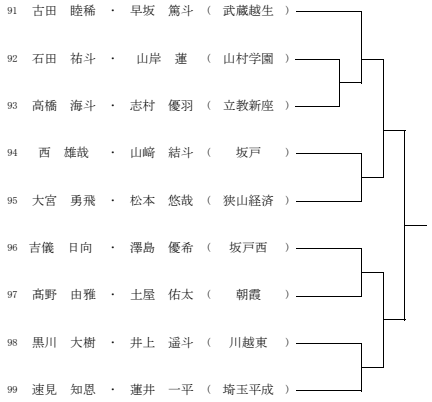 91 古田 睦稀 ・ 早坂 篤斗 ( 武蔵越生 )
92 石田 祐斗 ・ 山岸 蓮 ( 山村学園 )
93 高橋 海斗 ・ 志村 優羽 ( 立教新座 )
94 西 雄哉 ・ 山﨑 結斗 ( 坂戸 )
95 大宮 勇飛 ・ 松本 悠哉 ( 狭山経済 )
96 吉儀 日向 ・ 澤島 優希 ( 坂戸西 )
97 髙野 由雅 ・ 土屋 佑太 ( 朝霞 )
98 黒川 大樹 ・ 井上 遥斗 ( 川越東 )
99 速見 知恩 ・ 蓮井 一平 ( 埼玉平成 )